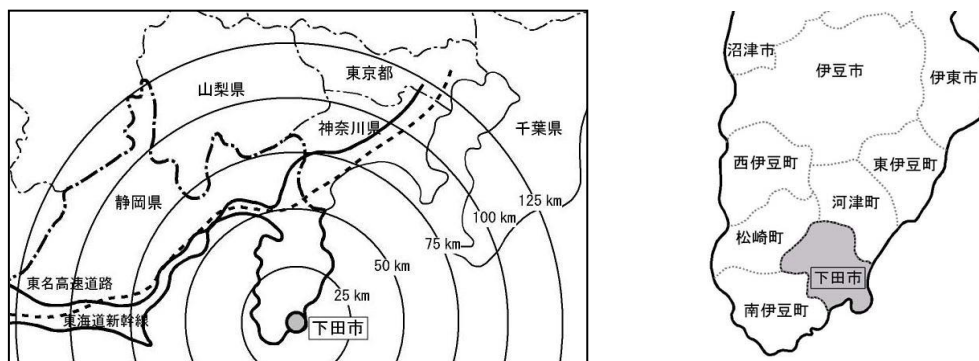 東京都
山梨県
神奈川県
千葉県
静岡県
125 km
100 km
75 km
50 km
25 km
東名高速道路
東海道新幹線
下田市
沼津市
伊豆市
伊東市
西伊豆町
東伊豆町
河津町
松崎町
下田市
南伊豆町